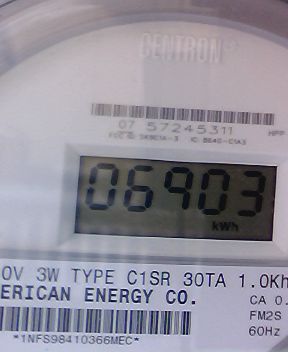 CENTRON
07 57245311
HPP
06903
kWh
0V 3W TYPE C1SR 30TA 1.0Kh
ERICAN ENERGY CO.
CA 0.
FM2S
60Hz
*1NFS98410366MEC*